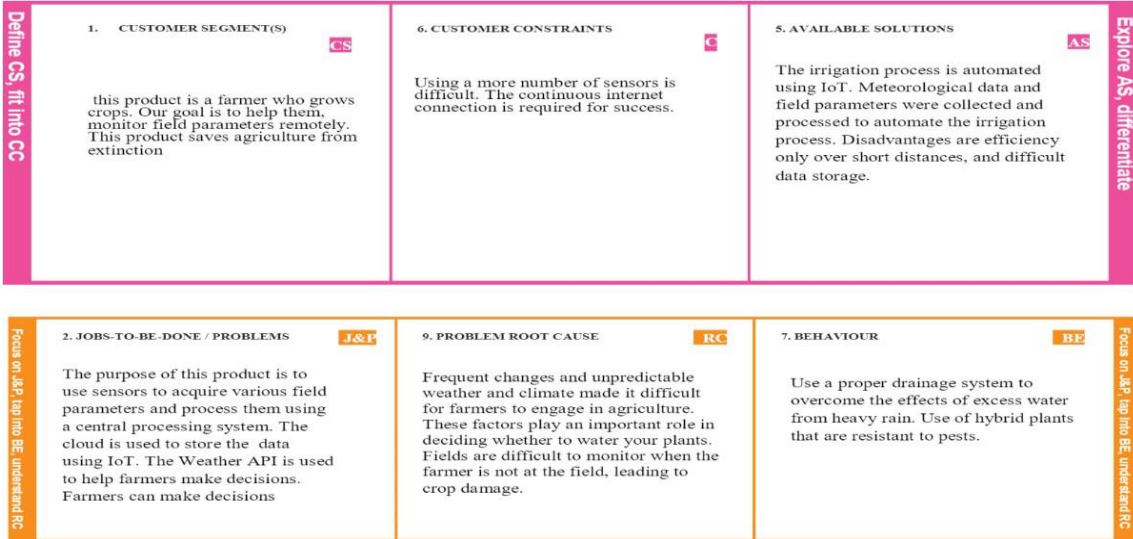 Define CS, fit into CC
1. CUSTOMER SEGMENT(S)
CS
this product is a farmer who grows
crops. Our goal is to help them,
monitor field parameters remotely.
This product saves agriculture from
extinction
6. CUSTOMER CONSTRAINTS
C
Using a more number of sensors is
difficult. The continuous internet
connection is required for success.
5. AVAILABLE SOLUTIONS
AS
The irrigation process is automated
using IoT. Meteorological data and
field parameters were collected and
processed to automate the irrigation
process. Disadvantages are efficiency
only over short distances, and difficult
data storage.
Explore AS, differentiate
Focus on J&P, tap into BE, understand RC
2. JOBS-TO-BE-DONE / PROBLEMS
J&P
The purpose of this product is to
use sensors to acquire various field
parameters and process them using
a central processing system. The
cloud is used to store the data
using IoT. The Weather API is used
to help farmers make decisions.
Farmers can make decisions
9. PROBLEM ROOT CAUSE
RC
Frequent changes and unpredictable
weather and climate made it difficult
for farmers to engage in agriculture.
These factors play an important role in
deciding whether to water your plants.
Fields are difficult to monitor when the
farmer is not at the field, leading to
crop damage.
7. BEHAVIOUR
BE
Use a proper drainage system to
overcome the effects of excess water
from heavy rain. Use of hybrid plants
that are resistant to pests.
Focus on J&P, tap into BE, understand RC